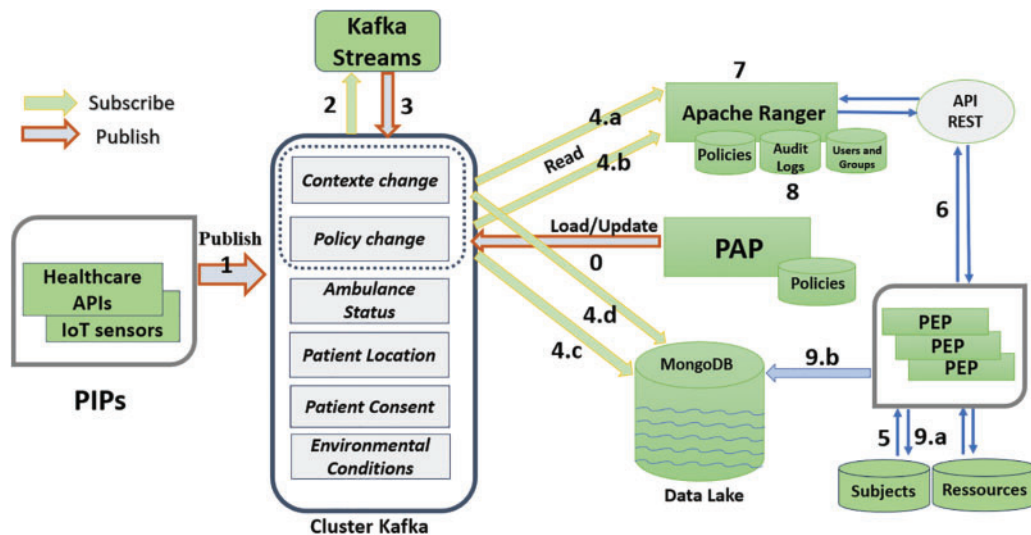 Kafka
Streams
Subscribe
Publish
2
3
4.a
Read
4.b
7
Apache Ranger
Policies
Audit
Logs
Users and
Groups
8
API
REST
6
Contexte change
Policy change
Ambulance
Status
Patient Location
Patient Consent
Environmental
Conditions
Cluster Kafka
Publish
1
Healthcare
APIs
IoT sensors
PIPs
Load/Update
0
PAP
Policies
4.d
4.c
MongoDB
Data Lake
9.b
PEP
PEP
PEP
5
9.a
Subjects
Ressources